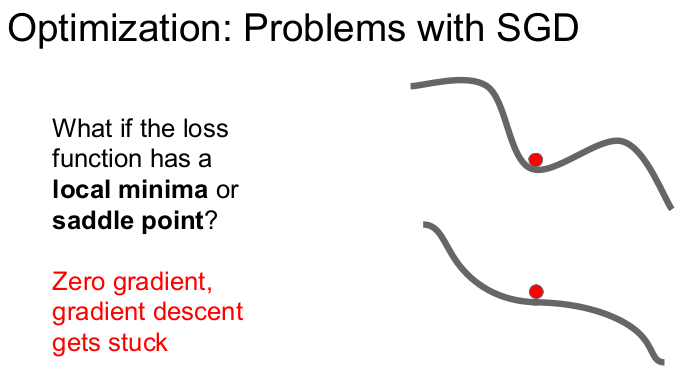 Optimization: Problems with SGD
What if the loss
function has a
local minima or
saddle point?
Zero gradient,
gradient descent
gets stuck